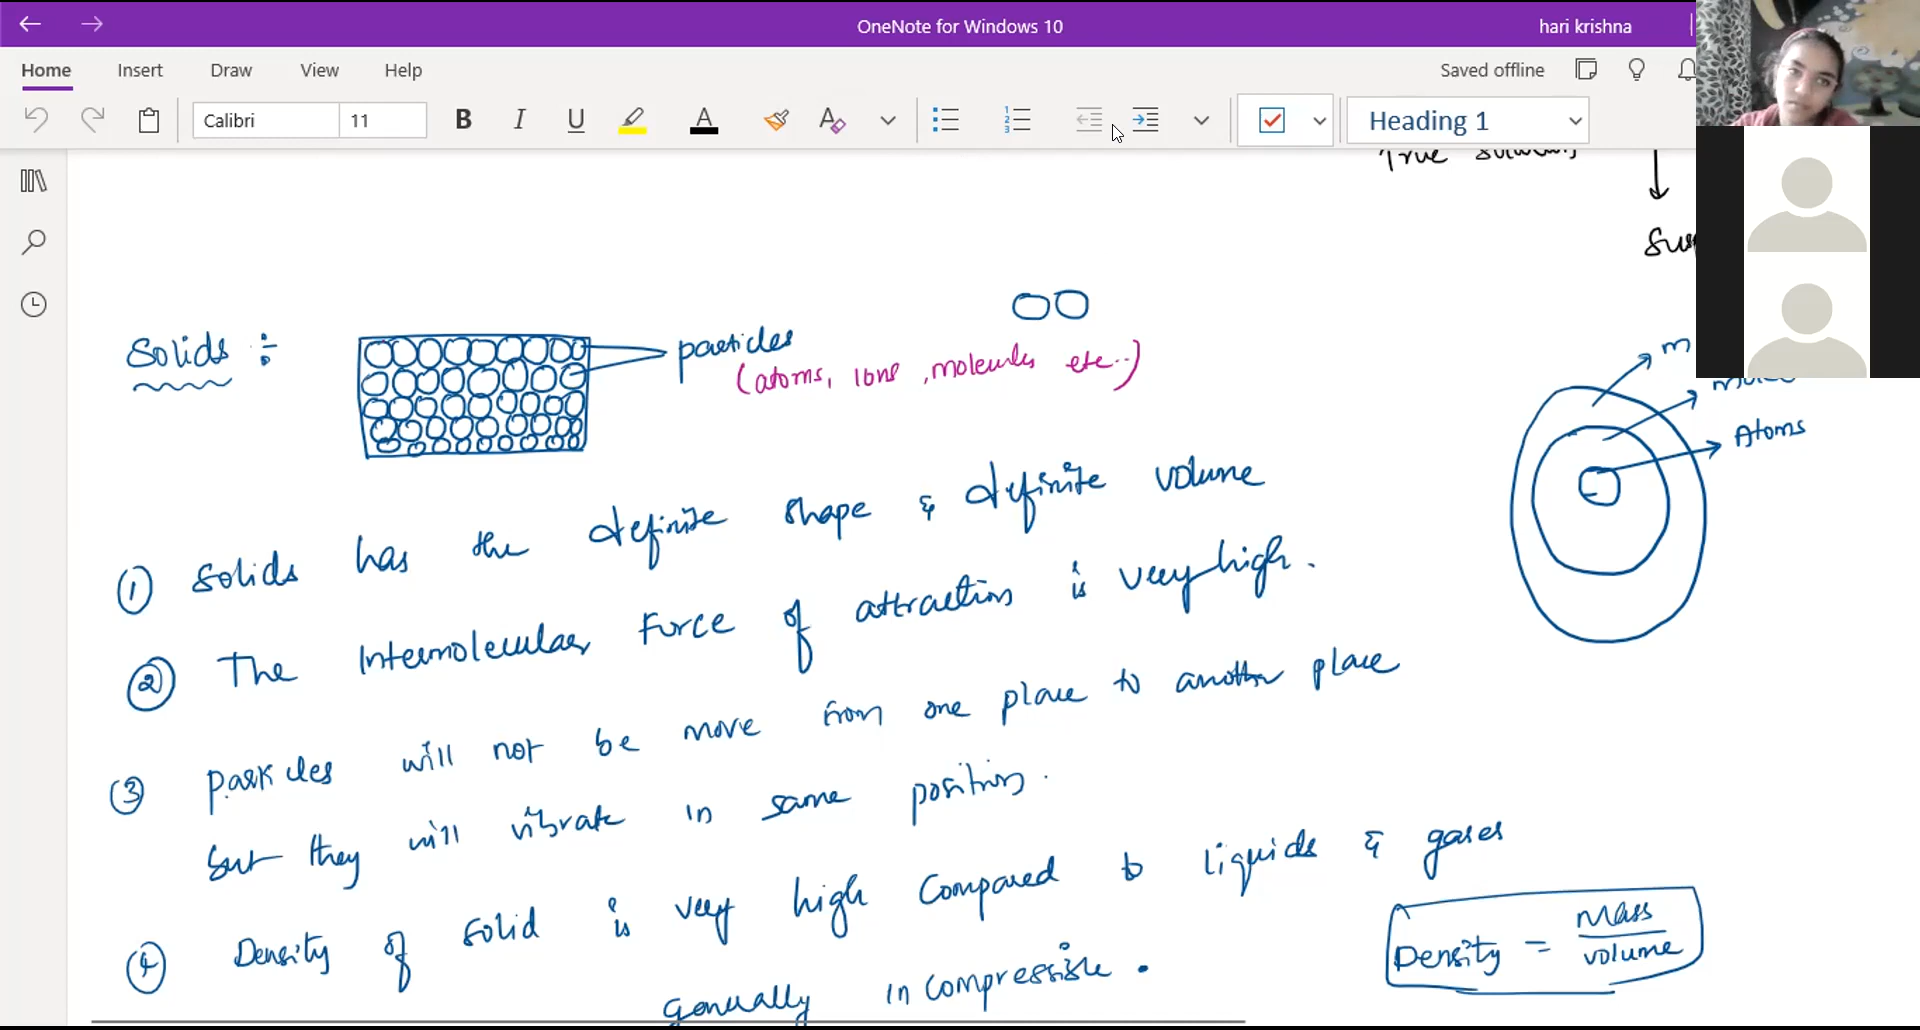 OneNote for Windows 10
hari krishna
Home Insert Draw View Help
Saved offline
Calibri 11 B I U A A Heading 1
True
Solids ÷
particles
(atoms, ions, molecules etc..)
m
Atoms
① Solids has the definite shape & definite volume
② The Intermolecular Force of attraction is very high.
③ Particles will not be move from one place to another place
but they will vibrate in same position.
④ Density of solid is very high compared to liquids & gases
Density = Mass
volume
generally incompressible.